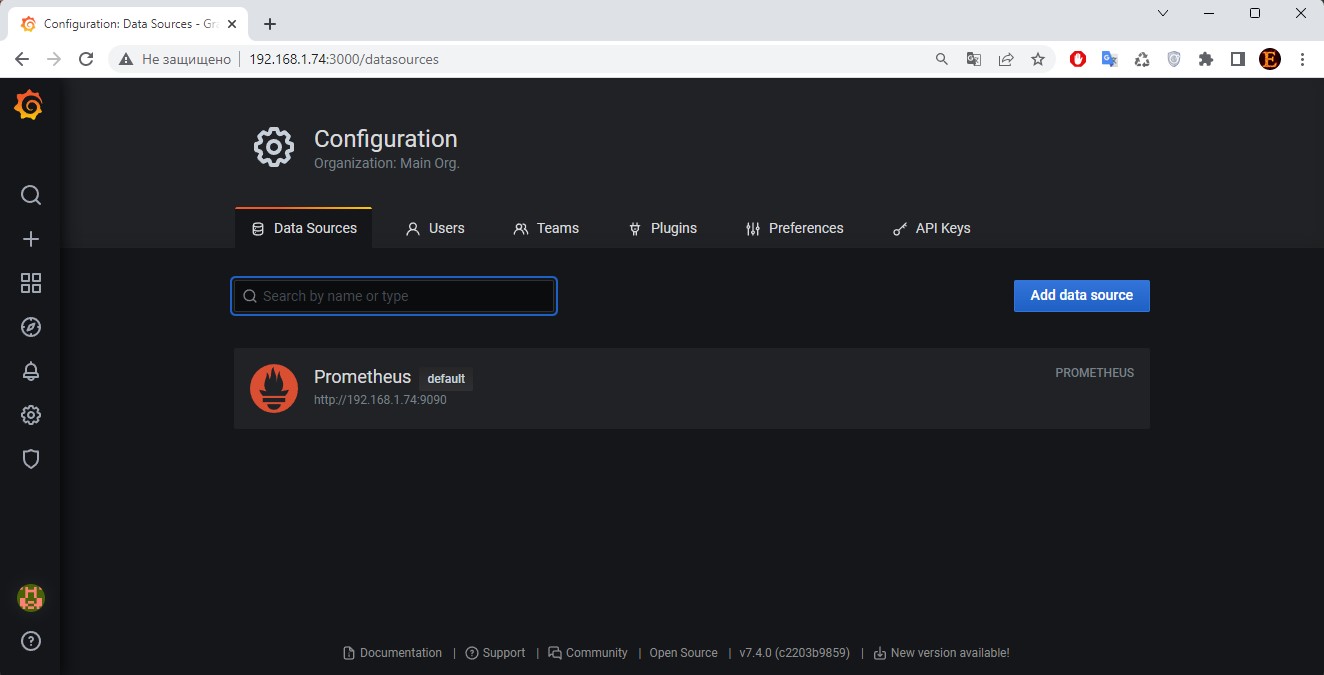 Configuration: Data Sources - Gra
Не защищено | 192.168.1.74:3000/datasources
Configuration
Organization: Main Org.
Data Sources Users Teams Plugins Preferences API Keys
Search by name or type Add data source
Prometheus default PROMETHEUS
http://192.168.1.74:9090
Documentation | Support | Community | Open Source | v7.4.0 (c2203b9859) | New version available!